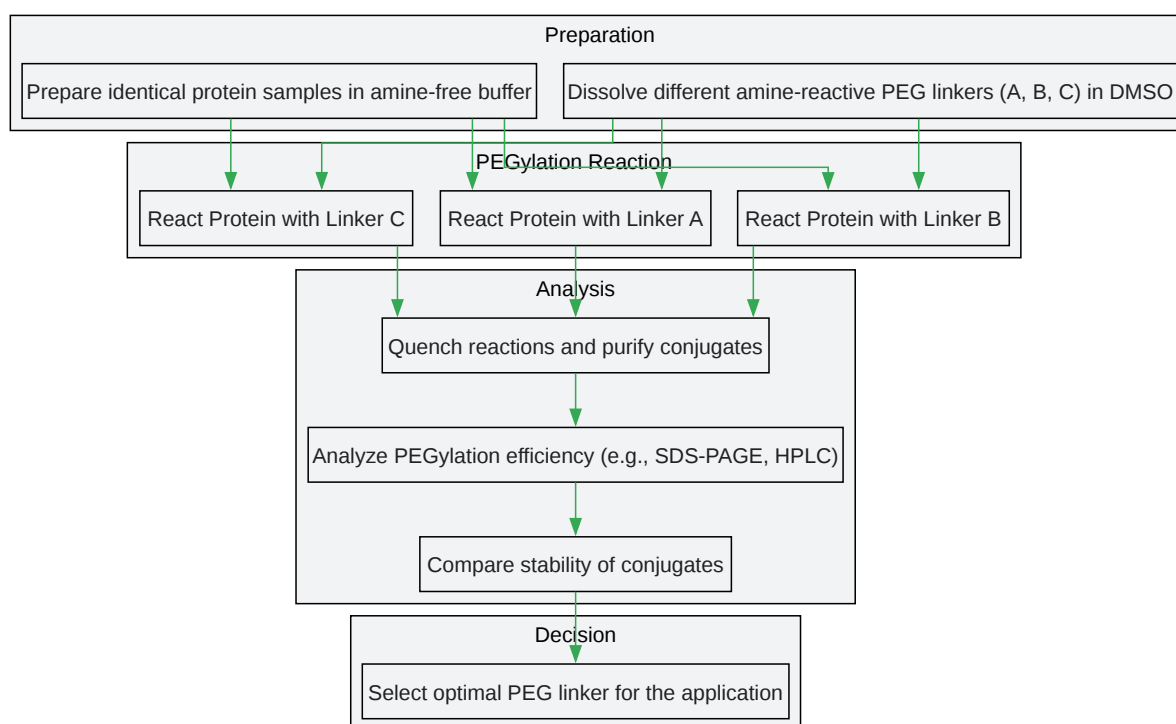 Preparation
Prepare identical protein samples in amine-free buffer
Dissolve different amine-reactive PEG linkers (A, B, C) in DMSO
PEGylation Reaction
React Protein with Linker C
React Protein with Linker A
React Protein with Linker B
Analysis
Quench reactions and purify conjugates
Analyze PEGylation efficiency (e.g., SDS-PAGE, HPLC)
Compare stability of conjugates
Decision
Select optimal PEG linker for the application